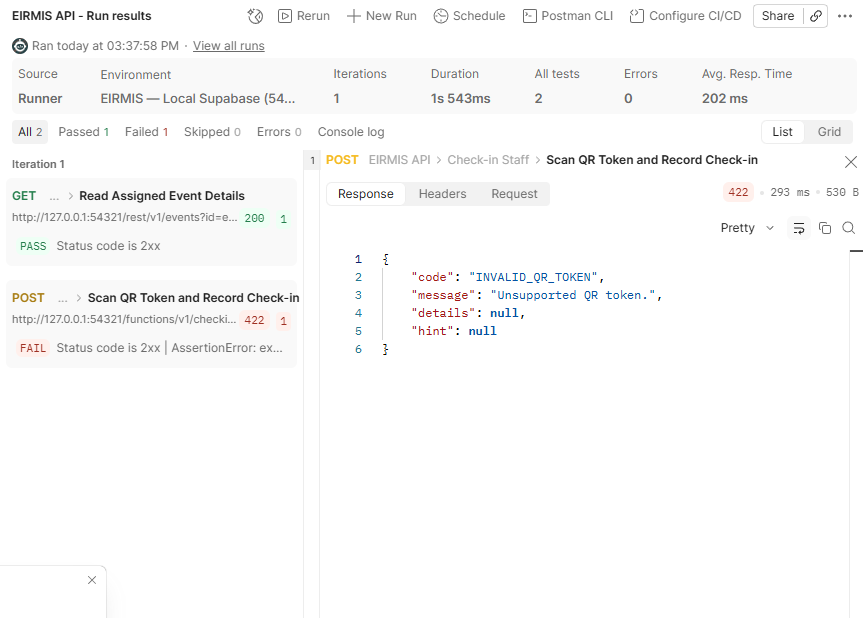 EIRMIS API - Run results
Rerun
New Run
Schedule
Postman CLI
Configure CI/CD
Share
Ran today at 03:37:58 PM · View all runs
Source Environment Iterations Duration All tests Errors Avg. Resp. Time
Runner EIRMIS — Local Supabase (54... 1 1s 543ms 2 0 202 ms
All 2 Passed 1 Failed 1 Skipped 0 Errors 0 Console log
List Grid
Iteration 1
GET ... > Read Assigned Event Details
http://127.0.0.1:54321/rest/v1/events?id=e... 200 1
PASS Status code is 2xx
POST ... > Scan QR Token and Record Check-in
http://127.0.0.1:54321/functions/v1/checki... 422 1
FAIL Status code is 2xx | AssertionError: ex...
1 POST EIRMIS API > Check-in Staff > Scan QR Token and Record Check-in
Response Headers Request
422 293 ms 530 B
Pretty
1 {
2 "code": "INVALID_QR_TOKEN",
3 "message": "Unsupported QR token.",
4 "details": null,
5 "hint": null
6 }